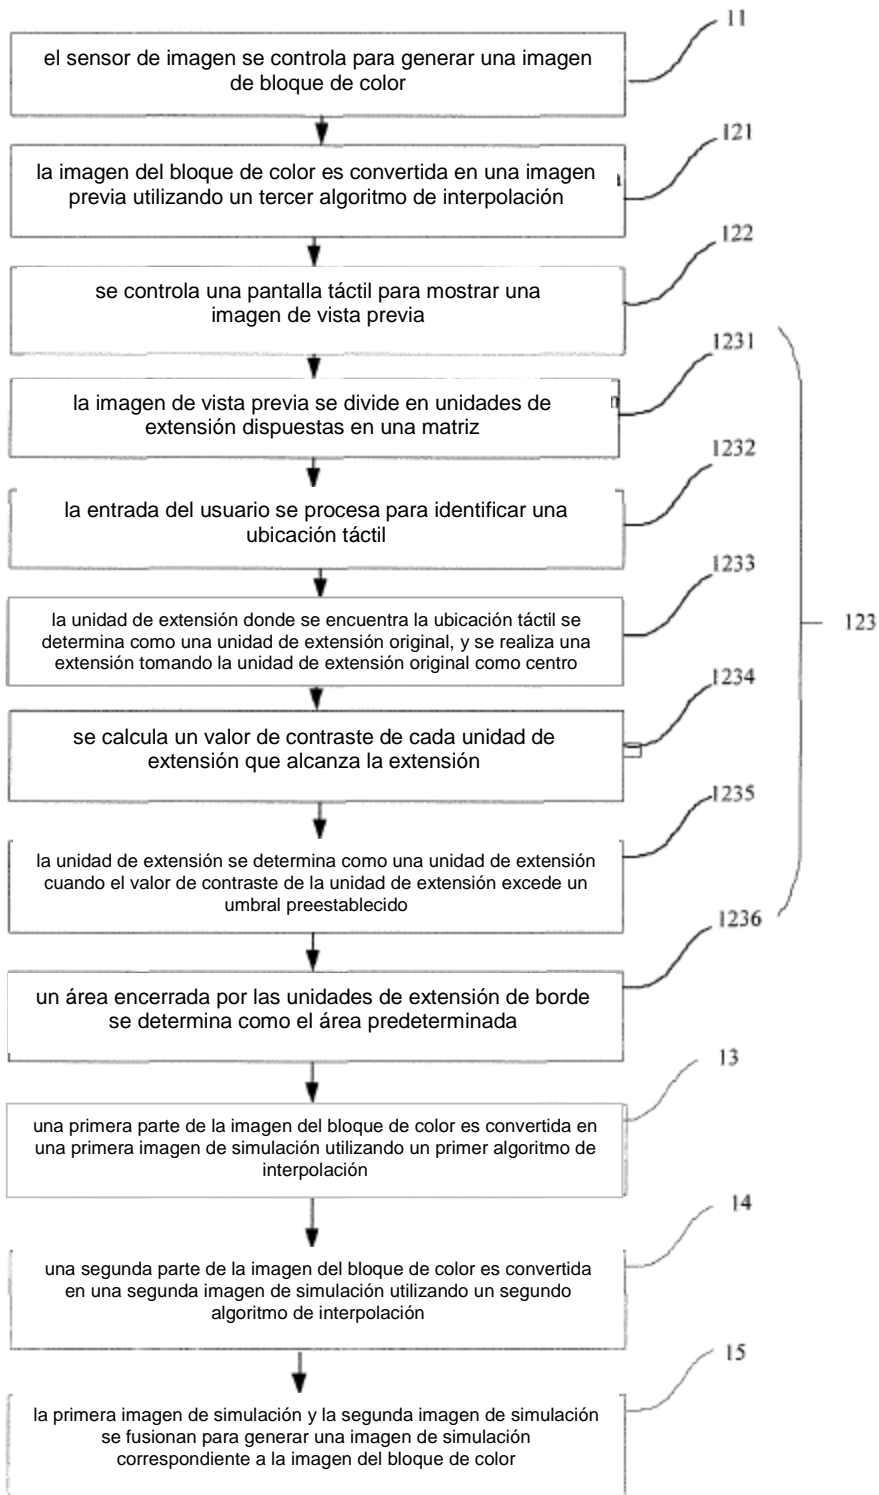 11
el sensor de imagen se controla para generar una imagen
de bloque de color
121
la imagen del bloque de color es convertida en una imagen
previa utilizando un tercer algoritmo de interpolación
122
se controla una pantalla táctil para mostrar una
imagen de vista previa
1231
la imagen de vista previa se divide en unidades de
extensión dispuestas en una matriz
1232
la entrada del usuario se procesa para identificar una
ubicación táctil
1233
la unidad de extensión donde se encuentra la ubicación táctil se
determina como una unidad de extensión original, y se realiza una
extensión tomando la unidad de extensión original como centro
123
1234
se calcula un valor de contraste de cada unidad de
extensión que alcanza la extensión
1235
la unidad de extensión se determina como una unidad de extensión
cuando el valor de contraste de la unidad de extensión excede un
umbral preestablecido
1236
un área encerrada por las unidades de extensión de borde
se determina como el área predeterminada
13
una primera parte de la imagen del bloque de color es convertida en
una primera imagen de simulación utilizando un primer algoritmo de
interpolación
14
una segunda parte de la imagen del bloque de color es convertida
en una segunda imagen de simulación utilizando un segundo
algoritmo de interpolación
15
la primera imagen de simulación y la segunda imagen de simulación
se fusionan para generar una imagen de simulación
correspondiente a la imagen del bloque de color